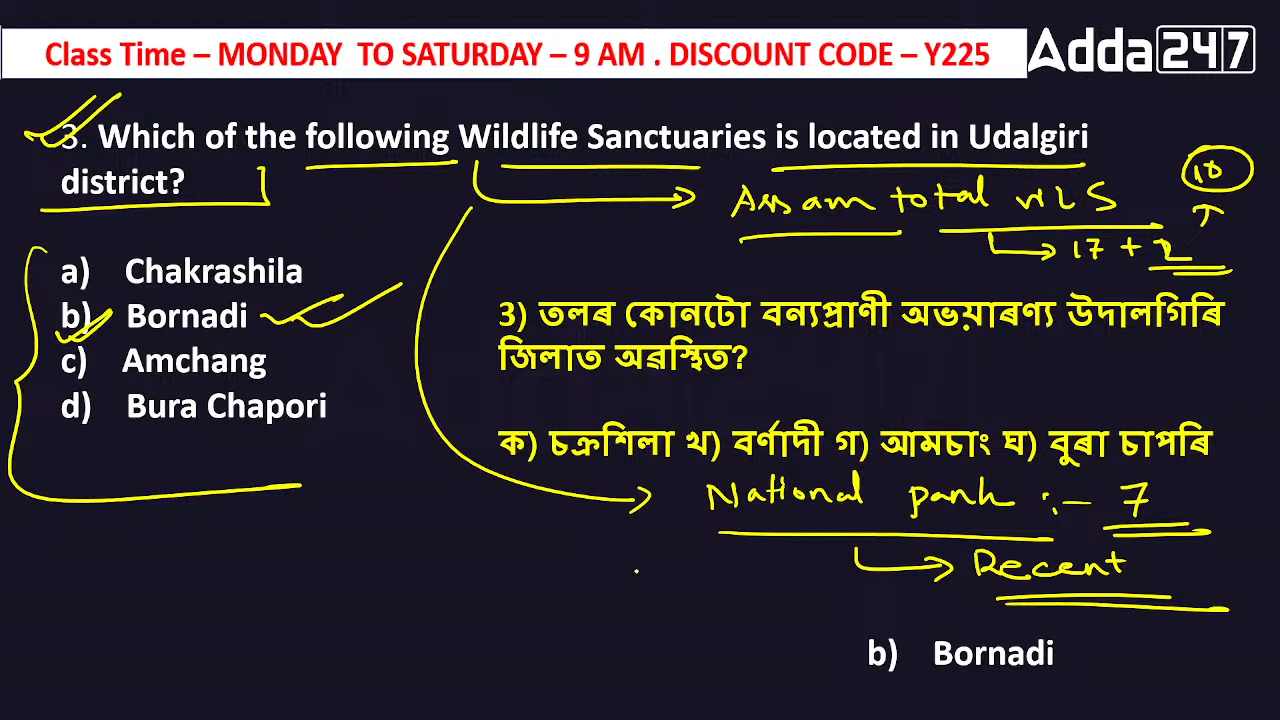 Class Time – MONDAY TO SATURDAY – 9 AM . DISCOUNT CODE – Y225
Adda247
3. Which of the following Wildlife Sanctuaries is located in Udalgiri
district?
Assam total WLS
18
17 + 2
a) Chakrashila
b) Bornadi
c) Amchang
d) Bura Chapori
3) তলৰ কোনটো বন্যপ্ৰাণী অভয়াৰণ্য উদালগিৰি
জিলাত অৱস্থিত?
ক) চক্ৰশিলা খ) বৰ্ণাদী গ) আমচাং ঘ) বুৰা চাপৰি
National park :- 7
Recent
b) Bornadi